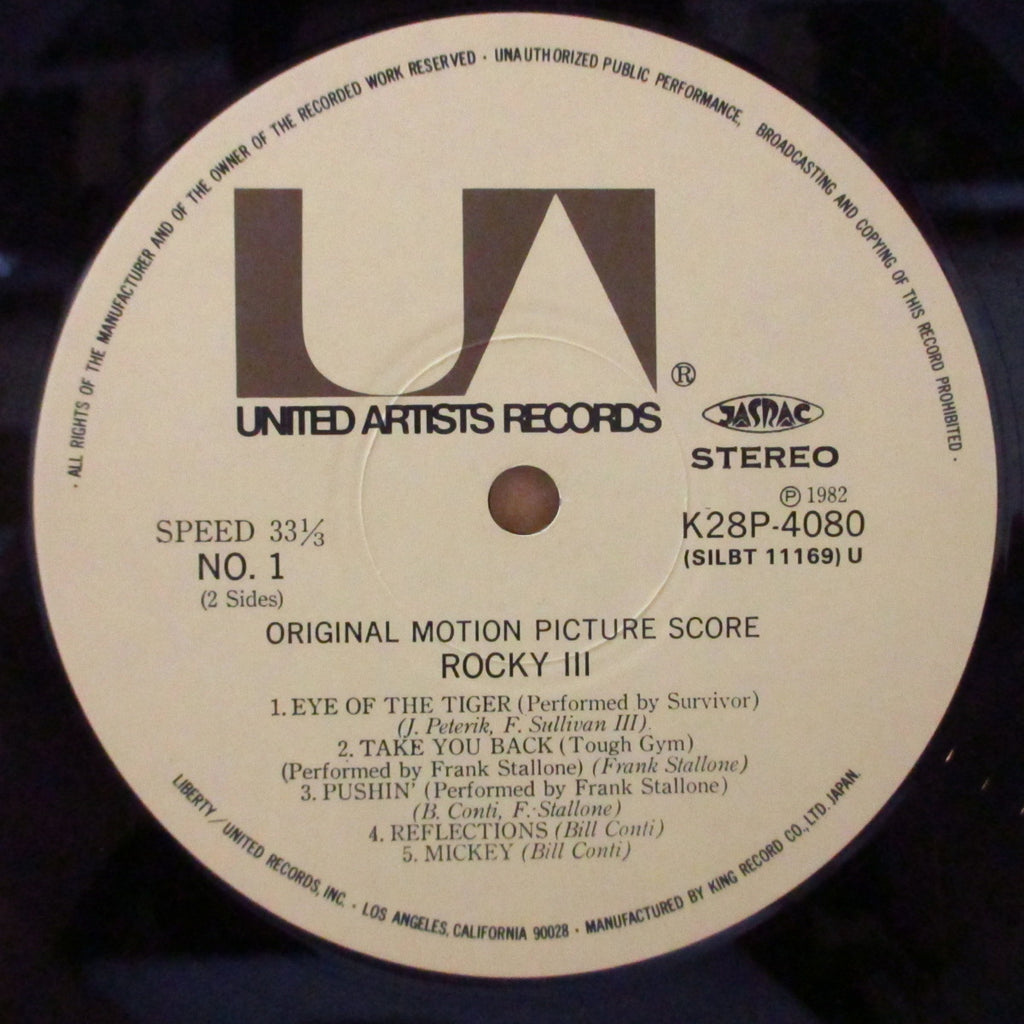 · ALL RIGHTS OF THE MANUFACTURER AND OF THE OWNER OF THE RECORDED WORK RESERVED · UNAUTHORIZED PUBLIC PERFORMANCE, BROADCASTING AND COPYING OF THIS RECORD PROHIBITED ·
UA
®
UNITED ARTISTS RECORDS
JASRAC
STEREO
℗ 1982
K28P-4080
(SILBT 11169) U
SPEED 33⅓
NO. 1
(2 Sides)
ORIGINAL MOTION PICTURE SCORE
ROCKY III
1. EYE OF THE TIGER (Performed by Survivor)
(J. Peterik, F. Sullivan III).
2. TAKE YOU BACK (Tough Gym)
(Performed by Frank Stallone) (Frank Stallone)
3. PUSHIN' (Performed by Frank Stallone)
(B. Conti, F. Stallone)
4. REFLECTIONS (Bill Conti)
5. MICKEY (Bill Conti)
LIBERTY / UNITED RECORDS, INC. · LOS ANGELES, CALIFORNIA 90028 · MANUFACTURED BY KING RECORD CO., LTD. JAPAN.